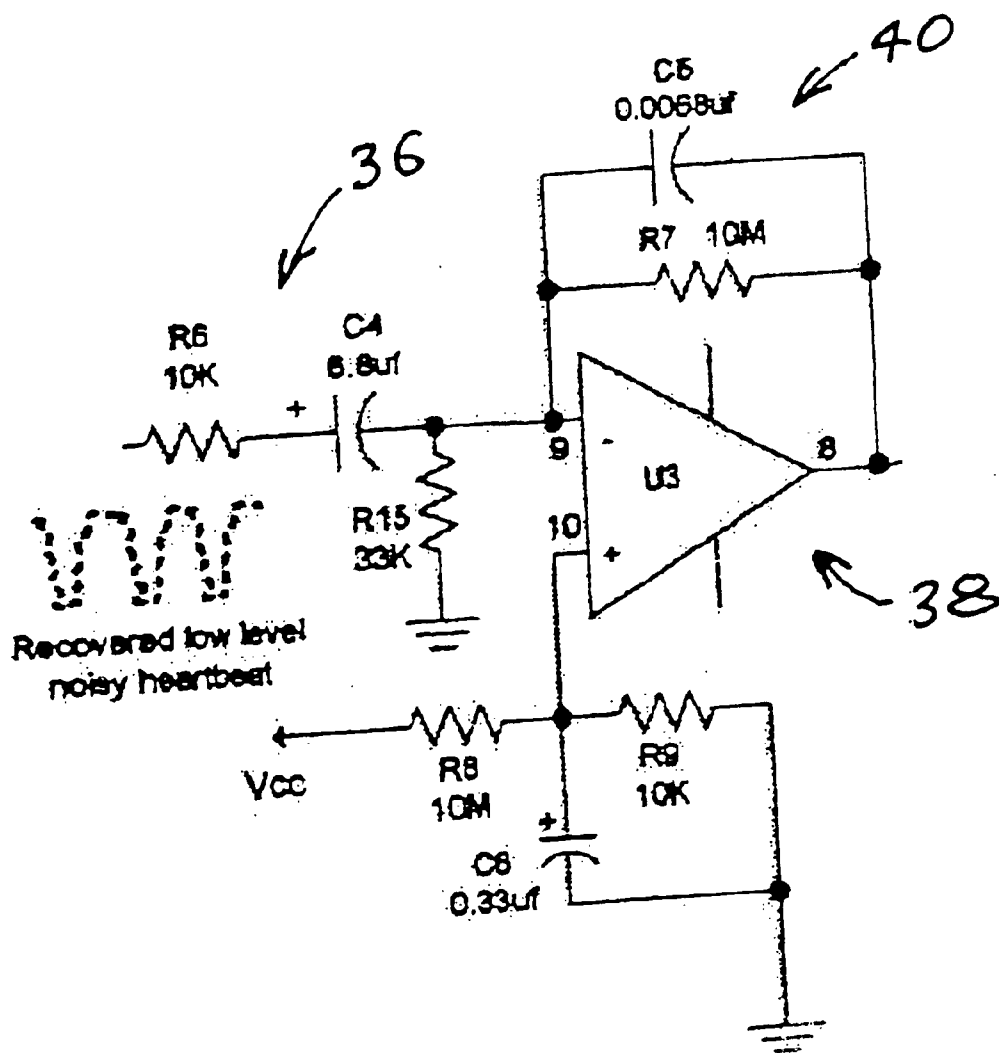 40
C5
0.0068uf
36
R7 10M
R6
10K
C4
6.8uf
+
9
-
8
U3
R15
33K
10
+
38
Recovered low level
noisy heartbeat
Vcc
R8
10M
R9
10K
+
C6
0.33uf